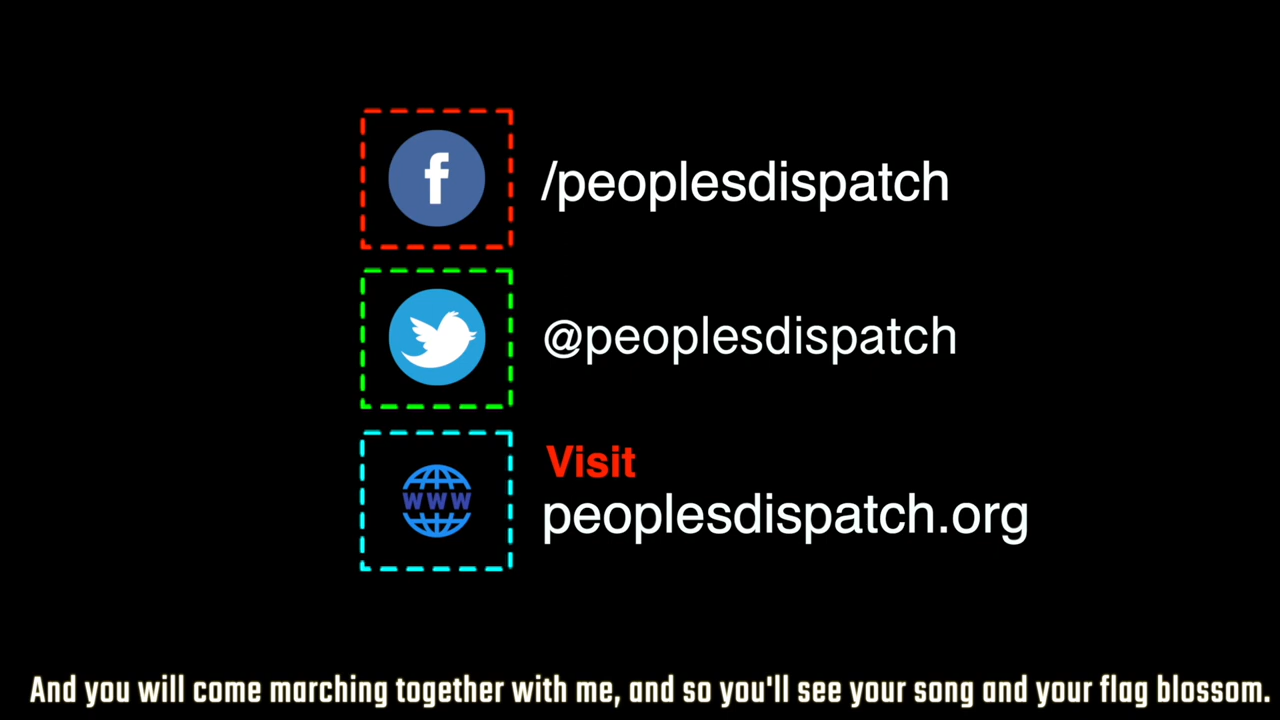 f
/peoplesdispatch
@peoplesdispatch
Visit
www
peoplesdispatch.org
And you will come marching together with me, and so you'll see your song and your flag blossom.